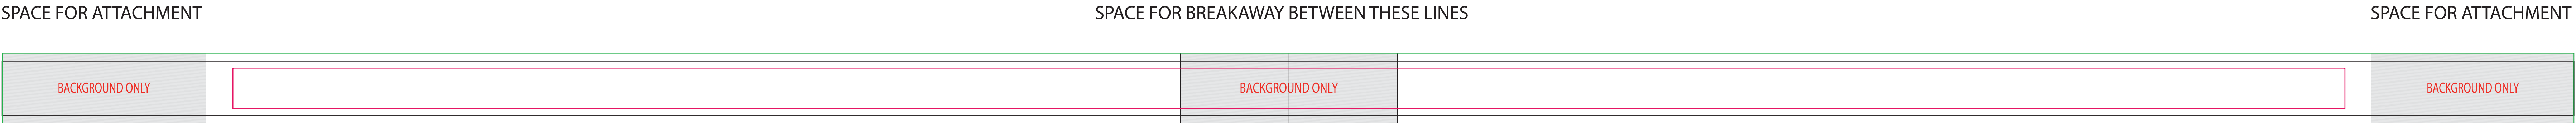 SPACE FOR ATTACHMENT
SPACE FOR BREAKAWAY BETWEEN THESE LINES
SPACE FOR ATTACHMENT
BACKGROUND ONLY
BACKGROUND ONLY
BACKGROUND ONLY